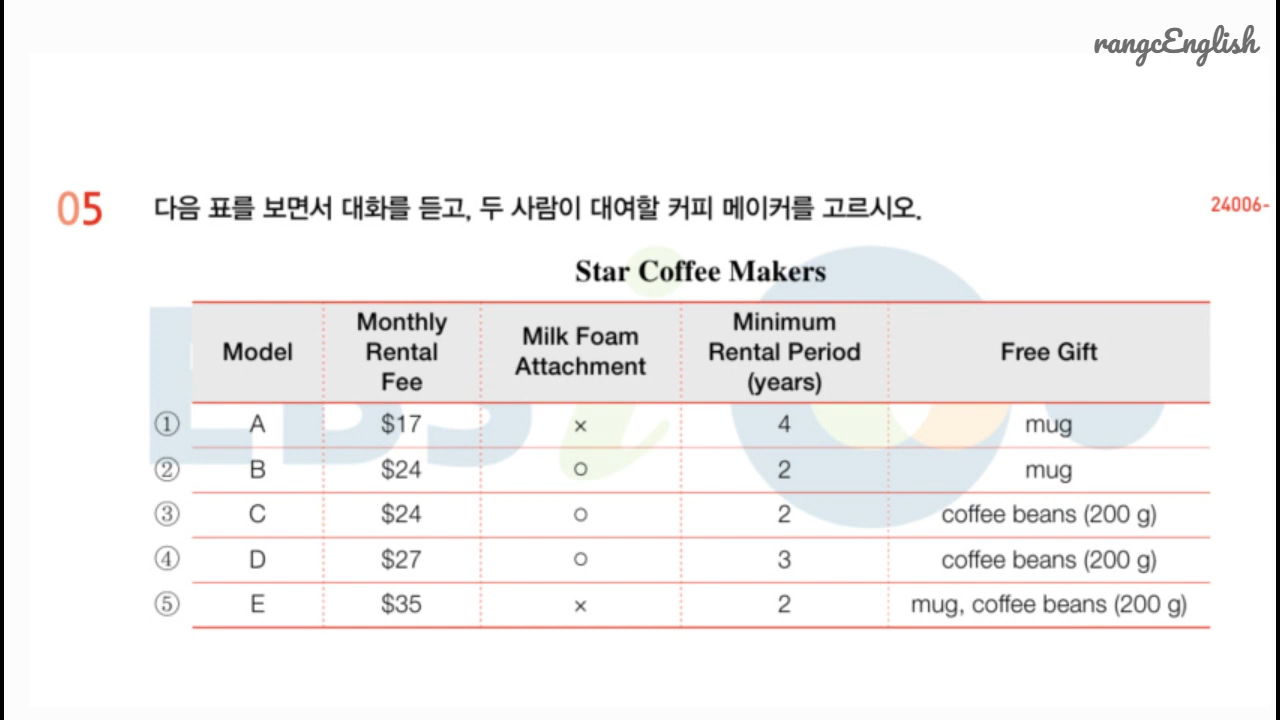 rangcEnglish
05 다음 표를 보면서 대화를 듣고, 두 사람이 대여할 커피 메이커를 고르시오. 24006-
Star Coffee Makers
Model Monthly Rental Fee Milk Foam Attachment Minimum Rental Period (years) Free Gift
① A $17 × 4 mug
② B $24 ○ 2 mug
③ C $24 ○ 2 coffee beans (200 g)
④ D $27 ○ 3 coffee beans (200 g)
⑤ E $35 × 2 mug, coffee beans (200 g)
EBSi